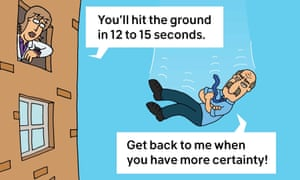 You'll hit the ground
in 12 to 15 seconds.
Get back to me when
you have more certainty!